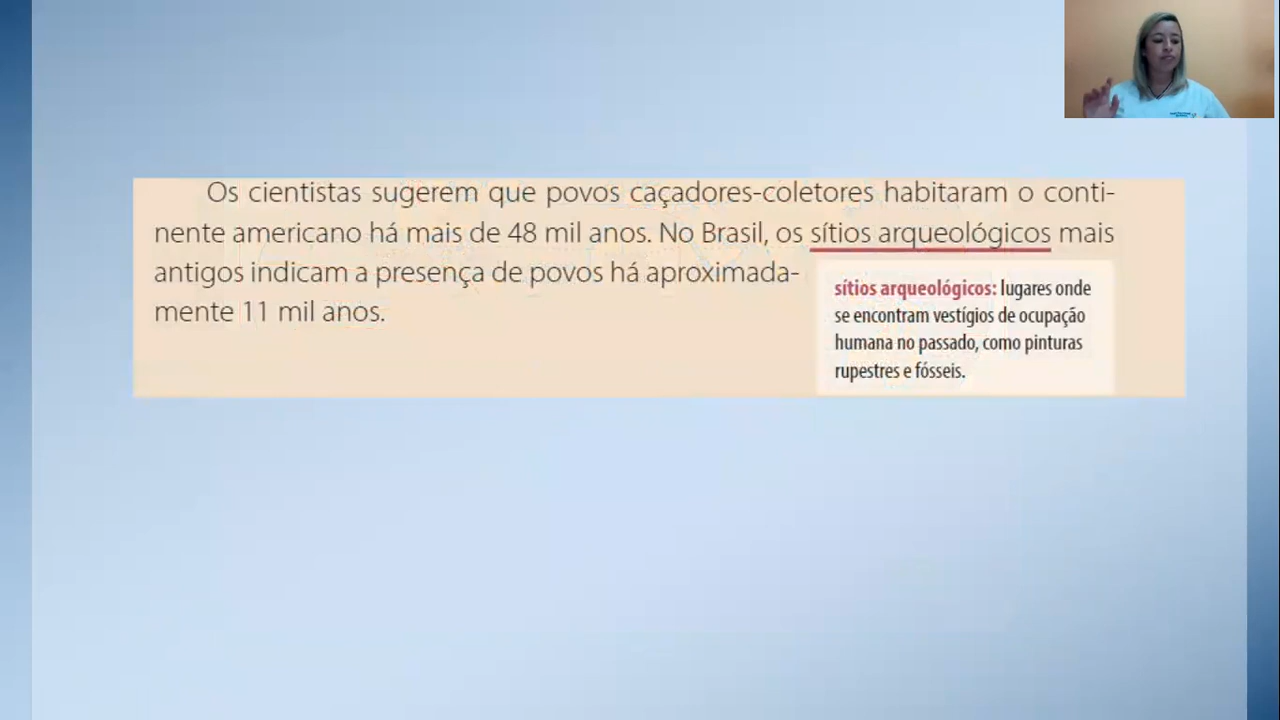 Os cientistas sugerem que povos caçadores-coletores habitaram o conti-
nente americano há mais de 48 mil anos. No Brasil, os sítios arqueológicos mais
antigos indicam a presença de povos há aproximada-
mente 11 mil anos.
sítios arqueológicos: lugares onde
se encontram vestígios de ocupação
humana no passado, como pinturas
rupestres e fósseis.